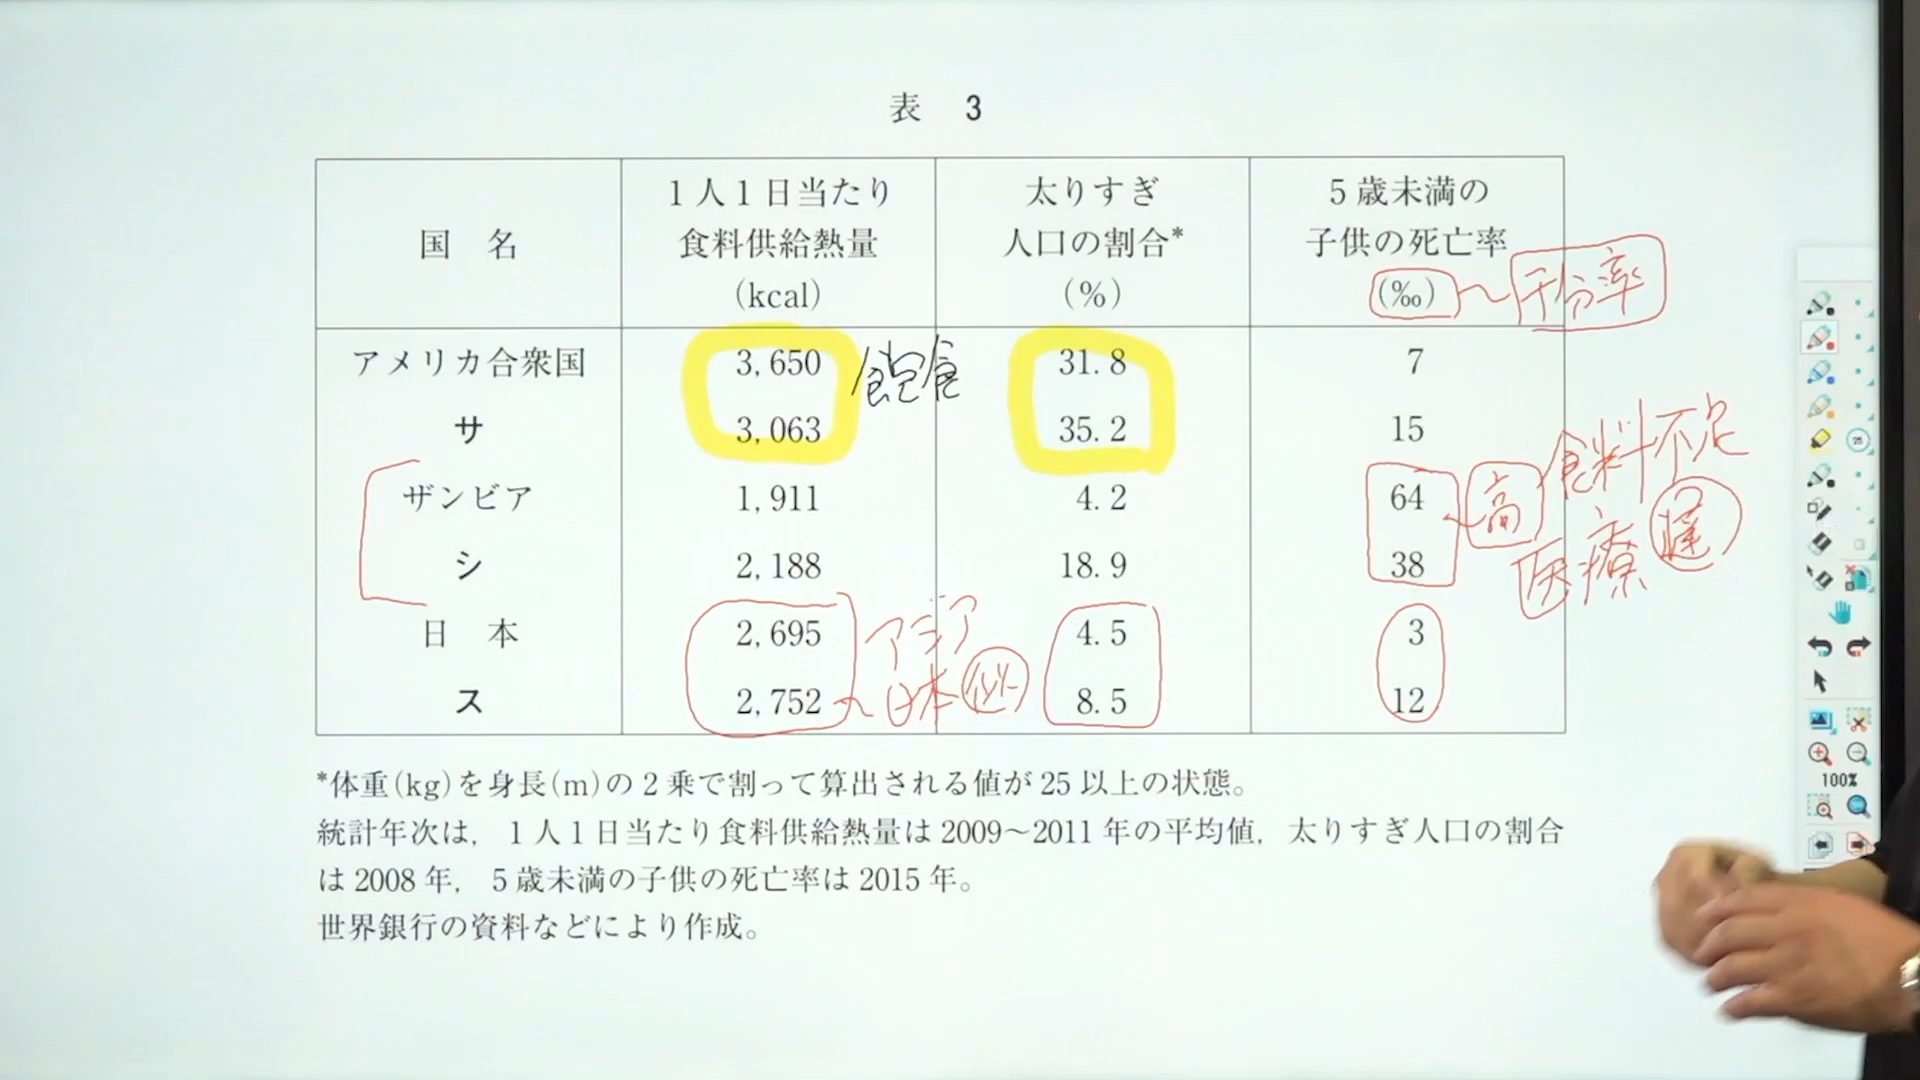 表 3
国 名 1人1日当たり食料供給熱量(kcal) 太りすぎ人口の割合*(%) 5歳未満の子供の死亡率(‰) 千分率
アメリカ合衆国 3,650 飽食 31.8 7
サ 3,063 35.2 15
ザンビア 1,911 4.2 64 高 食料不足
シ 2,188 18.9 38 医療 遅
日 本 2,695 アジア 4.5 3
ス 2,752 日本 似 8.5 12
*体重(kg)を身長(m)の2乗で割って算出される値が25以上の状態。
統計年次は，1人1日当たり食料供給熱量は2009～2011年の平均値，太りすぎ人口の割合
は2008年，5歳未満の子供の死亡率は2015年。
世界銀行の資料などにより作成。
25
100%